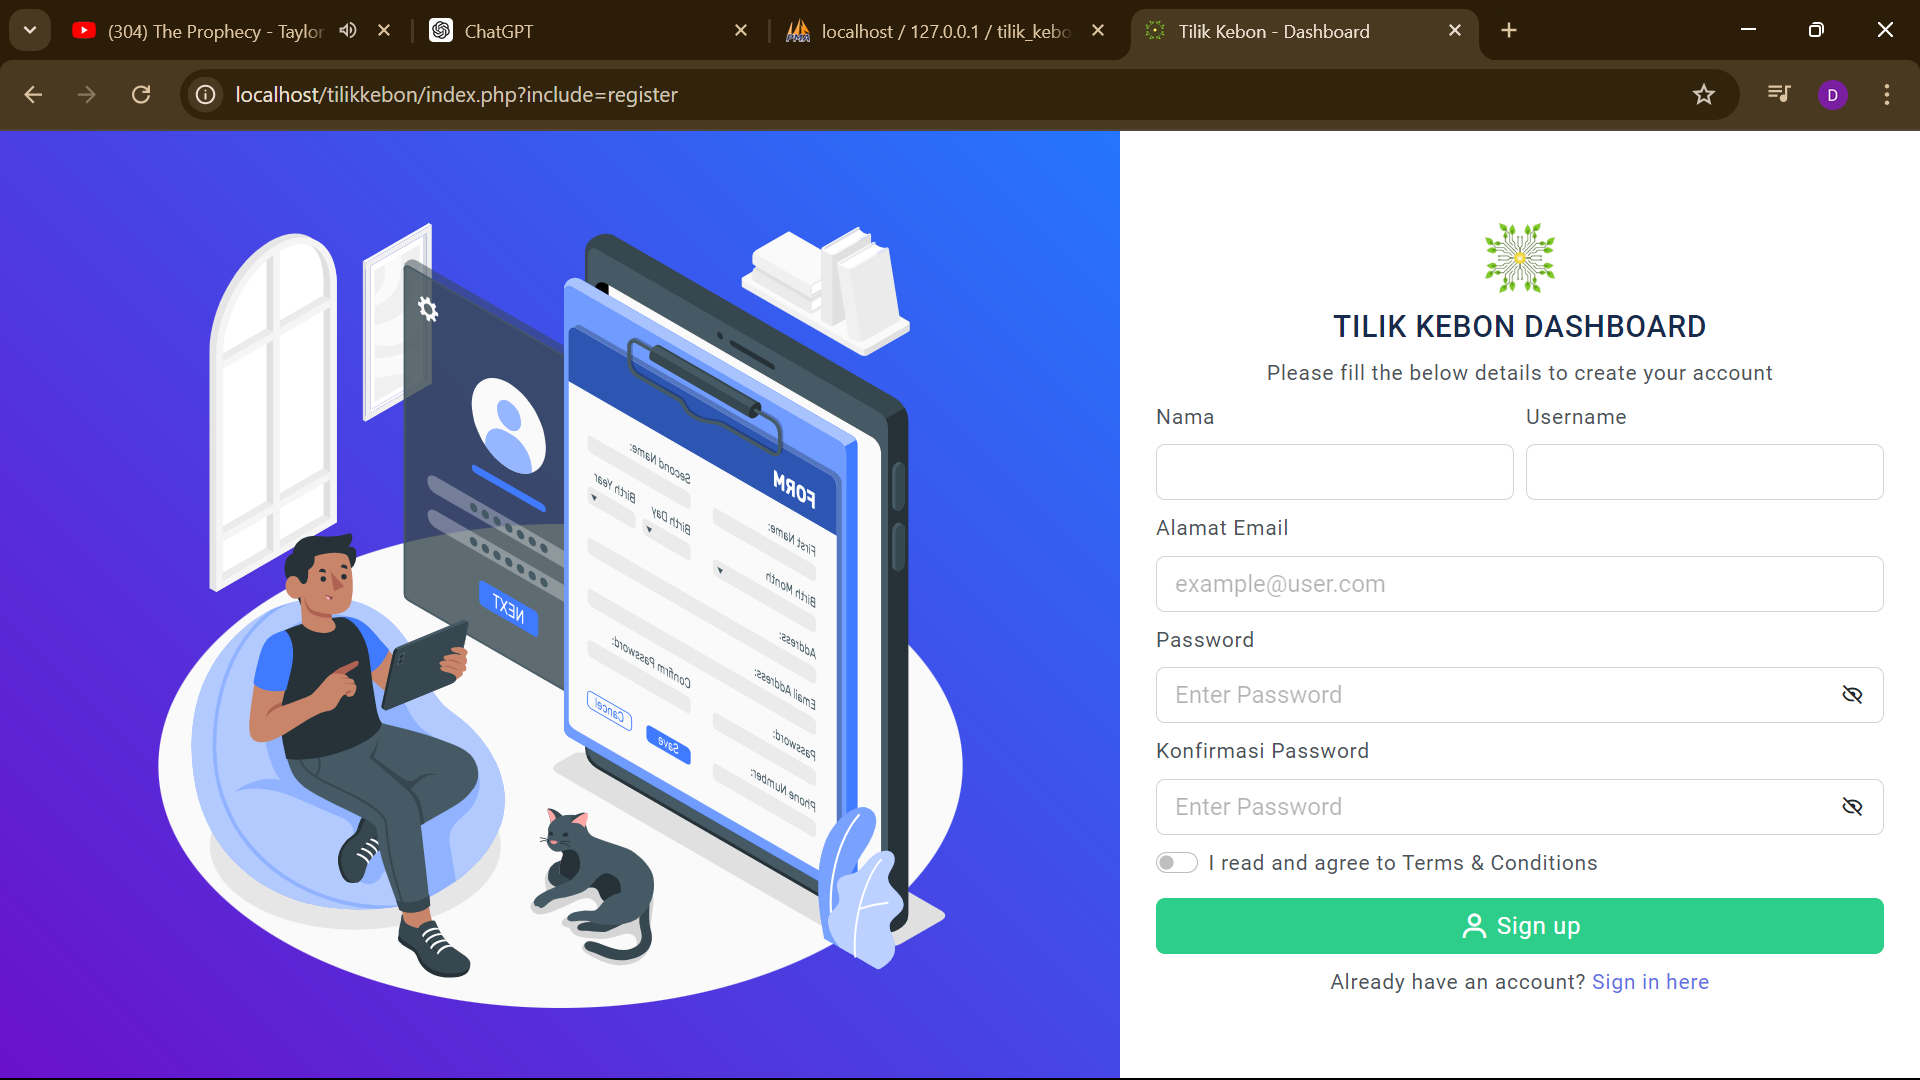 (304) The Prophecy - Taylor
ChatGPT
localhost / 127.0.0.1 / tilik_kebo
Tilik Kebon - Dashboard
localhost/tilikkebon/index.php?include=register
D
FORM
First Name:
Second Name:
Birth Month
Birth Day
Birth Year
Address:
Email Address:
Password:
Confirm Password:
Phone Number:
Cancel
Save
NEXT
TILIK KEBON DASHBOARD
Please fill the below details to create your account
Nama
Username
Alamat Email
example@user.com
Password
Enter Password
Konfirmasi Password
Enter Password
I read and agree to Terms & Conditions
Sign up
Already have an account? Sign in here